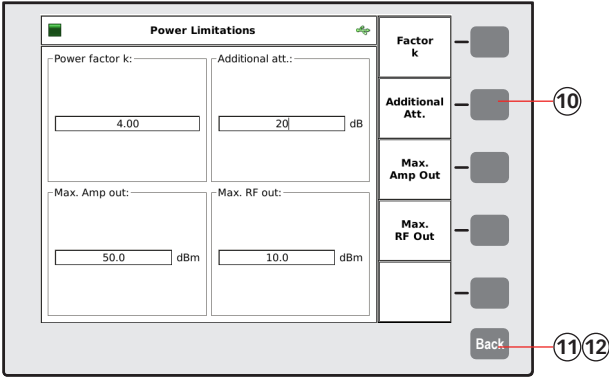 Power Limitations
Power factor k:
4.00
Additional att.:
20 dB
Max. Amp out:
50.0 dBm
Max. RF out:
10.0 dBm
Factor
k
Additional
Att.
Max.
Amp Out
Max.
RF Out
Back
10
11 12